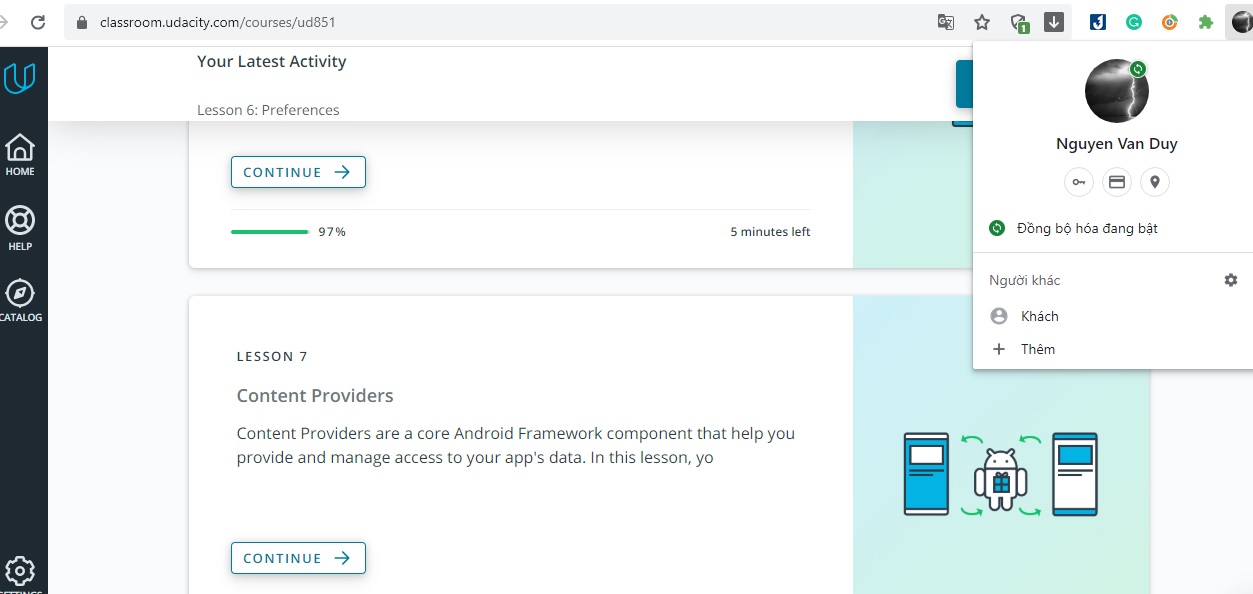 classroom.udacity.com/courses/ud851
1
Your Latest Activity
Lesson 6: Preferences
HOME
HELP
CATALOG
CONTINUE
97%
5 minutes left
LESSON 7
Content Providers
Content Providers are a core Android Framework component that help you
provide and manage access to your app's data. In this lesson, yo
CONTINUE
Nguyen Van Duy
Đồng bộ hóa đang bật
Người khác
Khách
Thêm